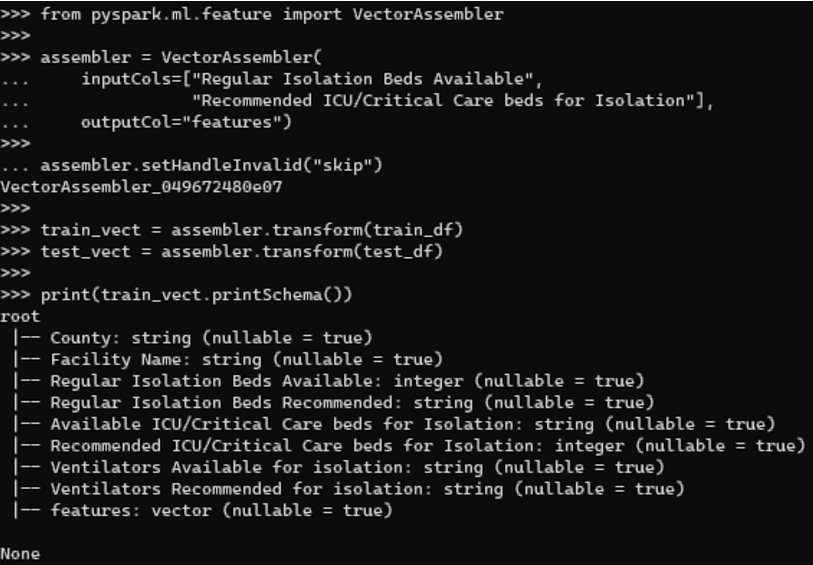 >>> from pyspark.ml.feature import VectorAssembler
>>>
>>> assembler = VectorAssembler(
...     inputCols=["Regular Isolation Beds Available",
...                "Recommended ICU/Critical Care beds for Isolation"],
...     outputCol="features")
>>>
... assembler.setHandleInvalid("skip")
VectorAssembler_049672480e07
>>>
>>> train_vect = assembler.transform(train_df)
>>> test_vect = assembler.transform(test_df)
>>>
>>> print(train_vect.printSchema())
root
 |-- County: string (nullable = true)
 |-- Facility Name: string (nullable = true)
 |-- Regular Isolation Beds Available: integer (nullable = true)
 |-- Regular Isolation Beds Recommended: string (nullable = true)
 |-- Available ICU/Critical Care beds for Isolation: string (nullable = true)
 |-- Recommended ICU/Critical Care beds for Isolation: integer (nullable = true)
 |-- Ventilators Available for isolation: string (nullable = true)
 |-- Ventilators Recommended for isolation: string (nullable = true)
 |-- features: vector (nullable = true)

None